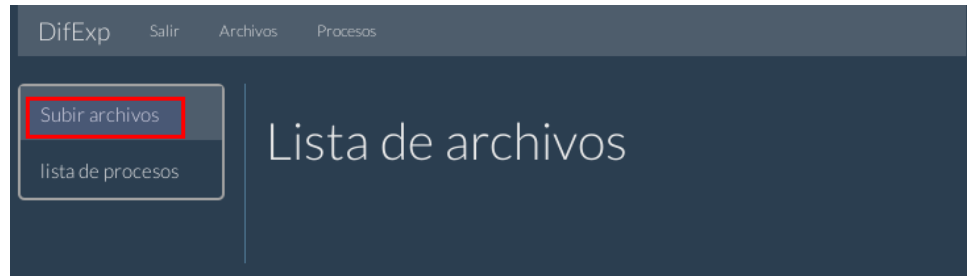 DifExp Salir Archivos Procesos
Subir archivos
lista de procesos
Lista de archivos